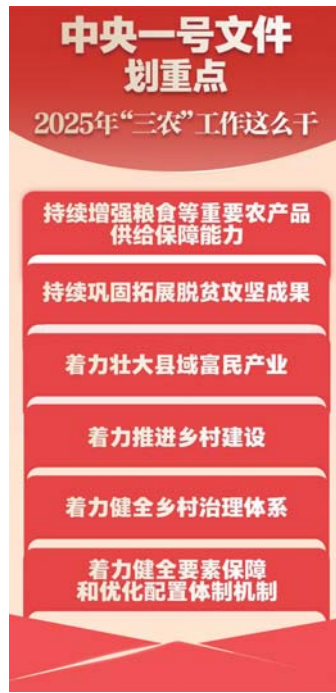 中央一号文件
划重点
2025年“三农”工作这么干
持续增强粮食等重要农产品
供给保障能力
持续巩固拓展脱贫攻坚成果
着力壮大县域富民产业
着力推进乡村建设
着力健全乡村治理体系
着力健全要素保障
和优化配置体制机制